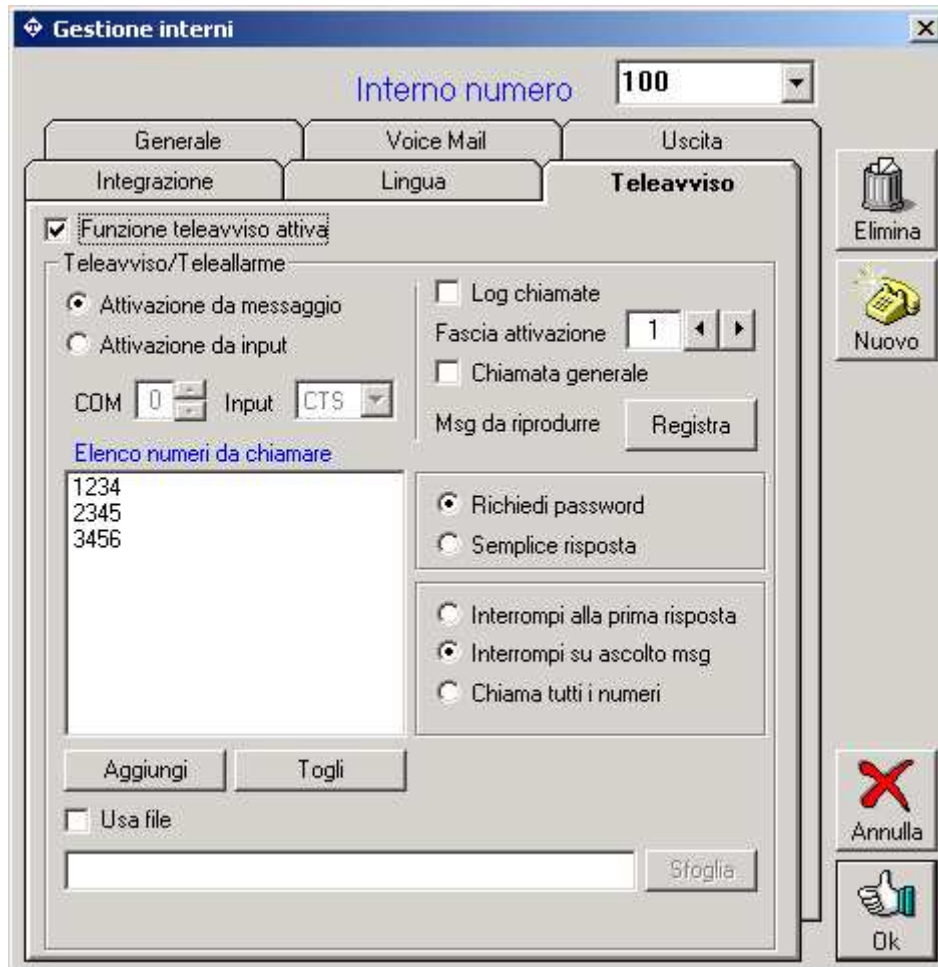 Gestione interni
Interno numero 100
Generale Voice Mail Uscita
Integrazione Lingua Teleavviso
Elimina
Nuovo
Funzione teleavviso attiva
Teleavviso/Teleallarme
Attivazione da messaggio
Attivazione da input
COM 0 Input CTS
Log chiamate
Fascia attivazione 1
Chiamata generale
Msg da riprodurre Registra
Elenco numeri da chiamare
1234
2345
3456
Richiedi password
Semplice risposta
Interrompi alla prima risposta
Interrompi su ascolto msg
Chiama tutti i numeri
Aggiungi Togli
Usa file
Sfoglia
Annulla
Ok